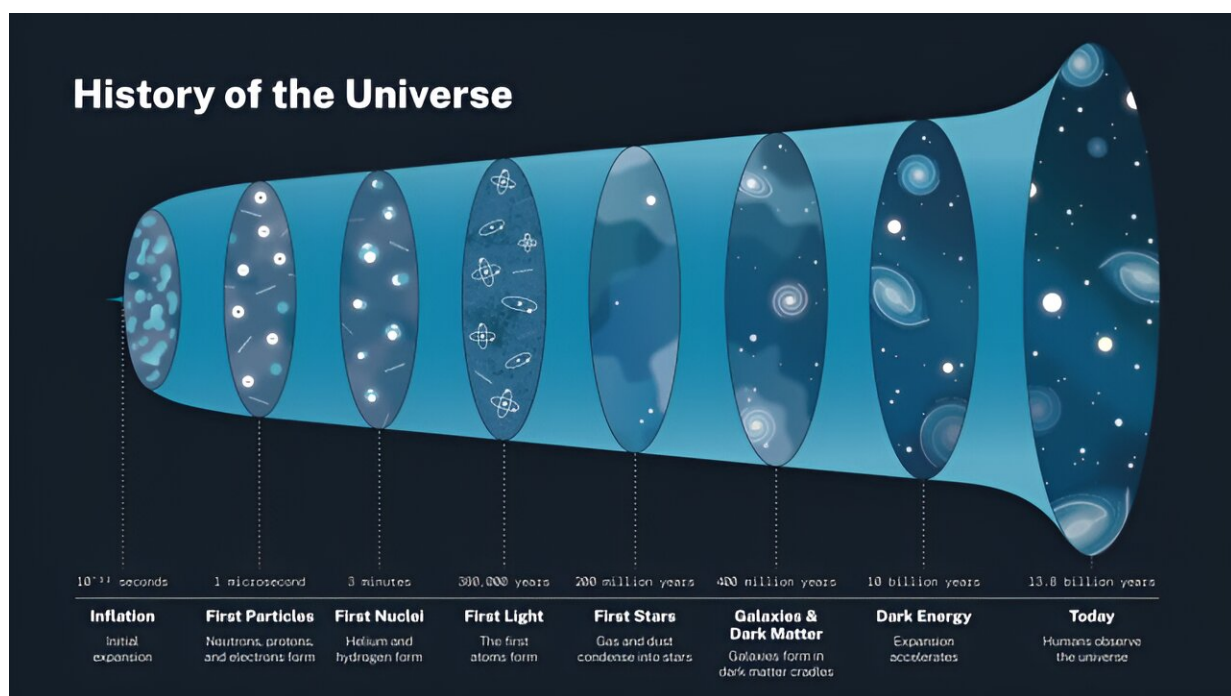 History of the Universe
seconds
1 microsecond
3 minutes
380,000 years
200 million years
400 million years
10 billion years
13.8 billion years
Inflation
First Particles
First Nuclei
First Light
First Stars
Galaxies &
Dark Matter
Dark Energy
Today
Initial
expansion
Neutrons, protons,
and electrons form
Helium and
hydrogen form
The first
atoms form
Gas and dust
condense into stars
Galaxies form in
dark matter cradles
Expansion
accelerates
Humans observe
the universe